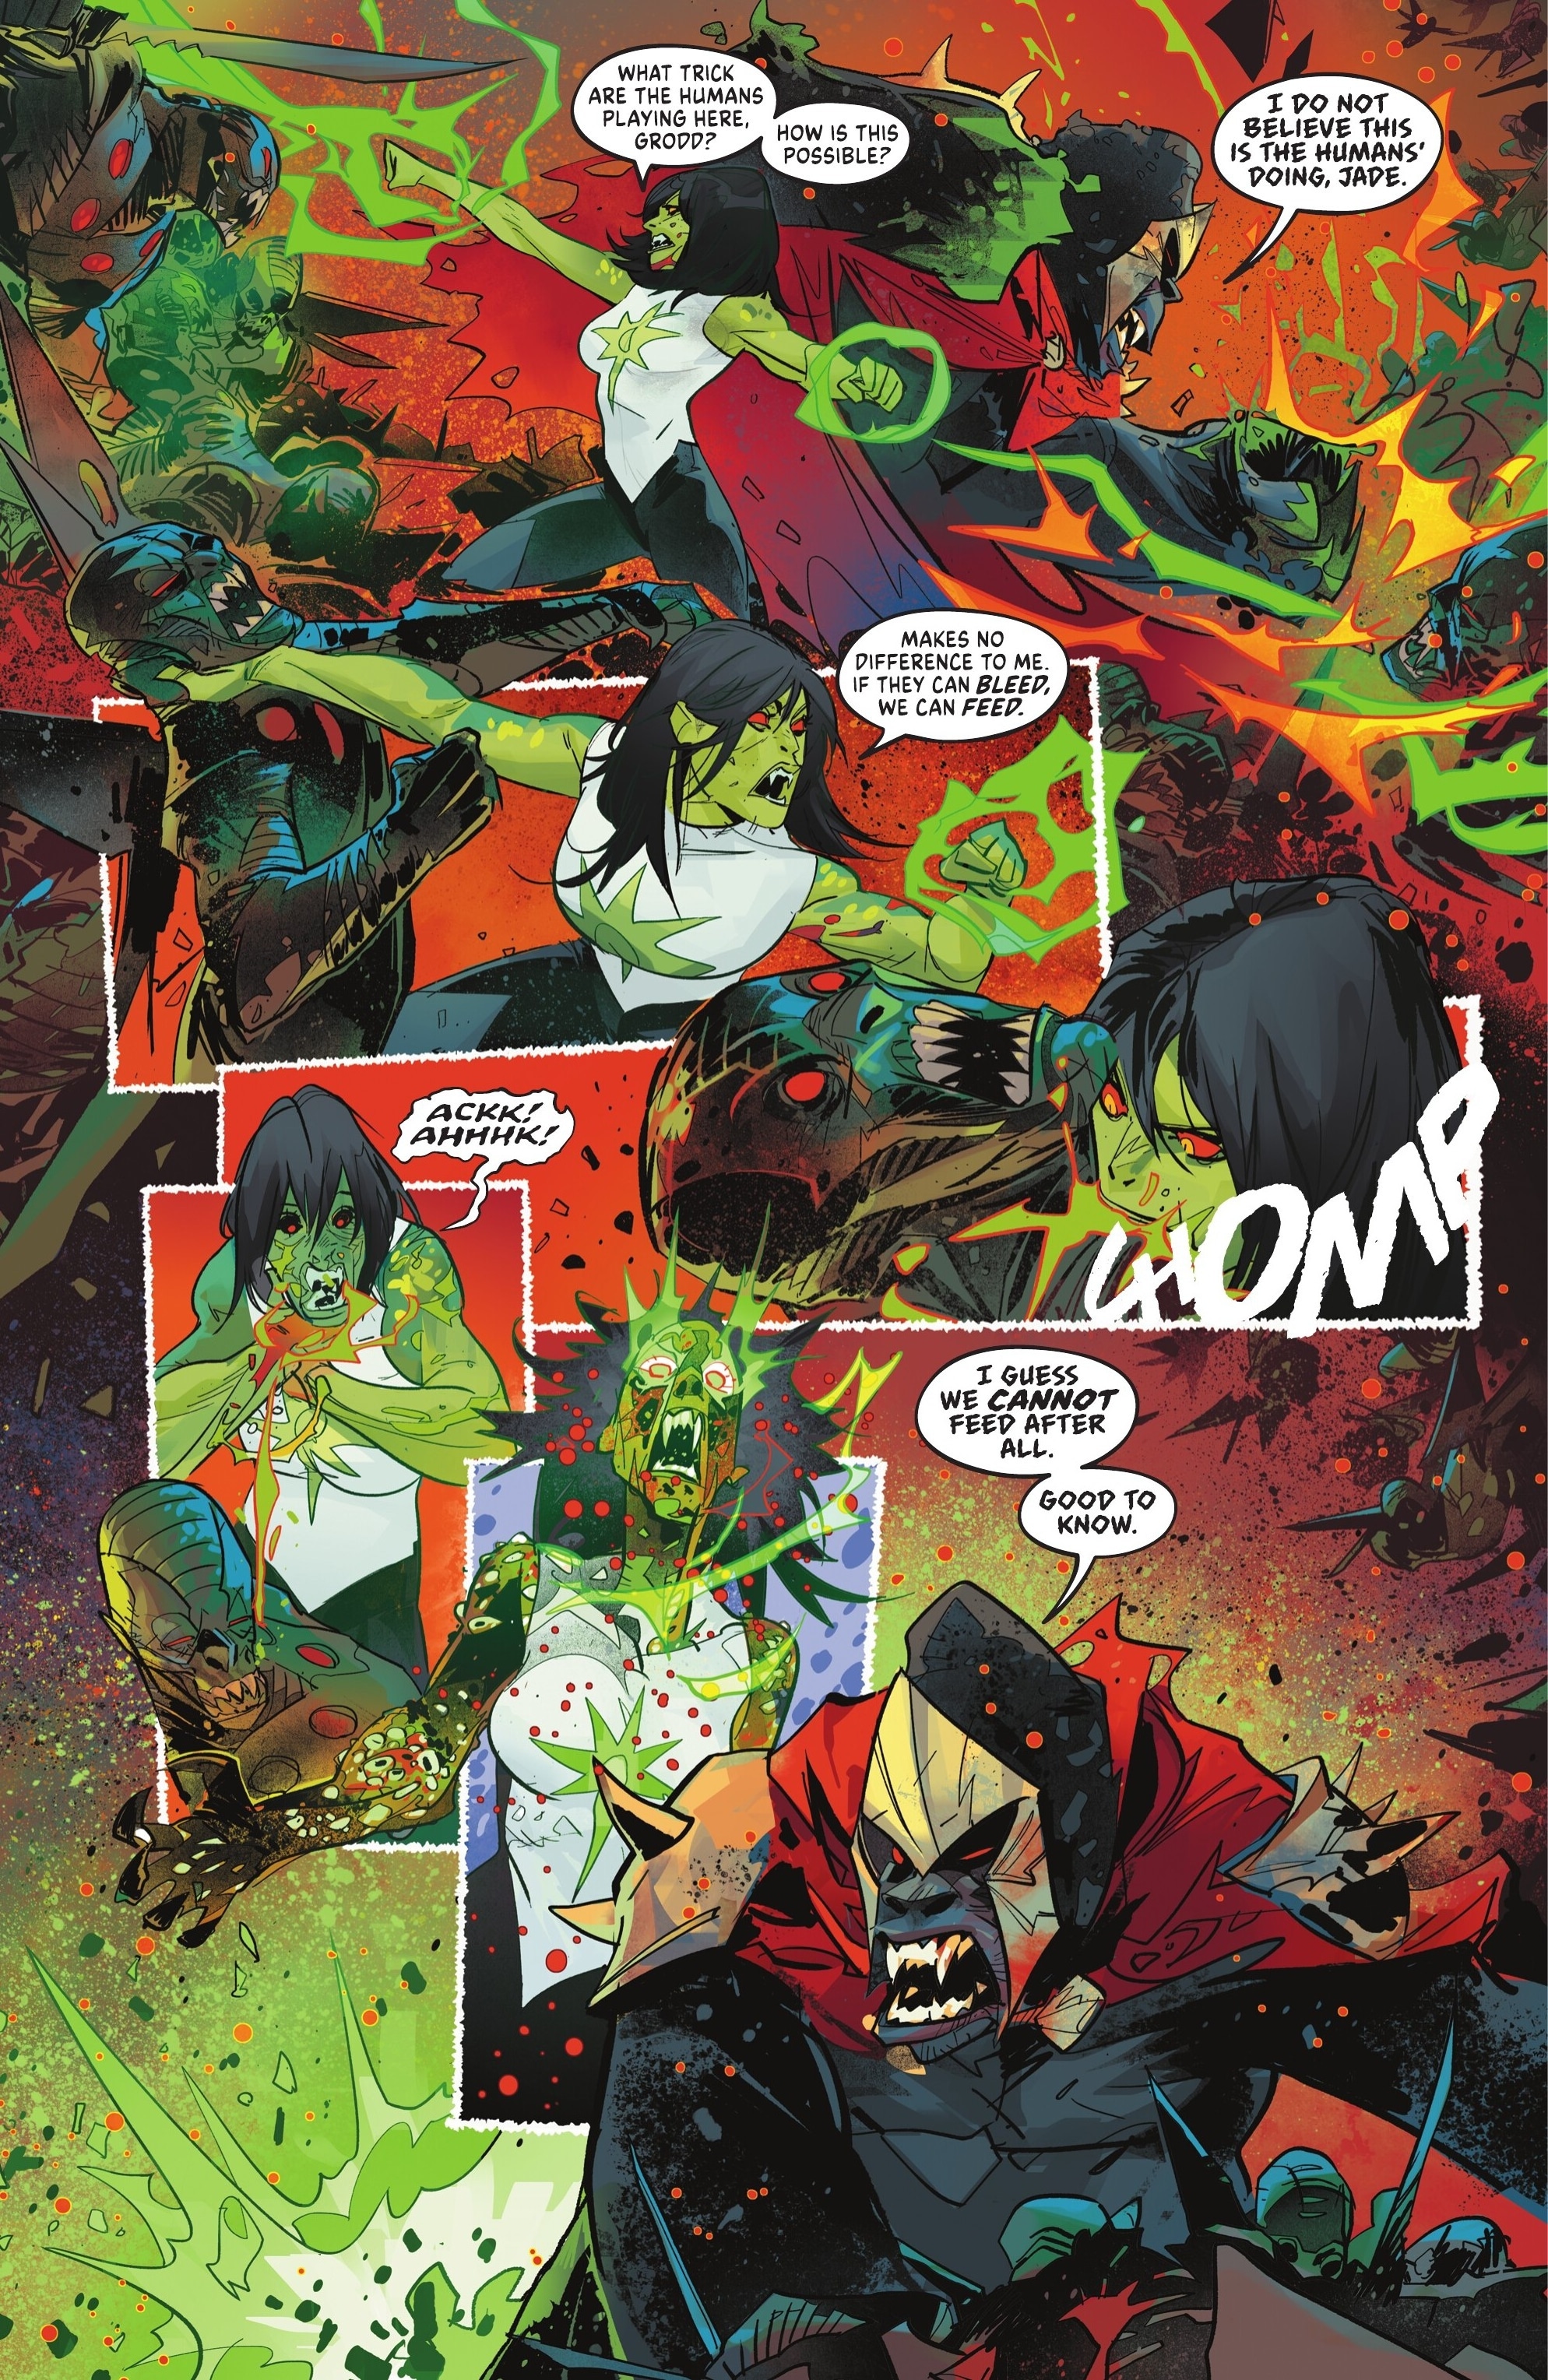 WHAT TRICK
ARE THE HUMANS
PLAYING HERE,
GRODD?
HOW IS THIS
POSSIBLE?
I DO NOT
BELIEVE THIS
IS THE HUMANS'
DOING, JADE.
MAKES NO
DIFFERENCE TO ME.
IF THEY CAN BLEED,
WE CAN FEED.
CHOMP
ACKK!
AHHHK!
I GUESS
WE CANNOT
FEED AFTER
ALL.
GOOD TO
KNOW.